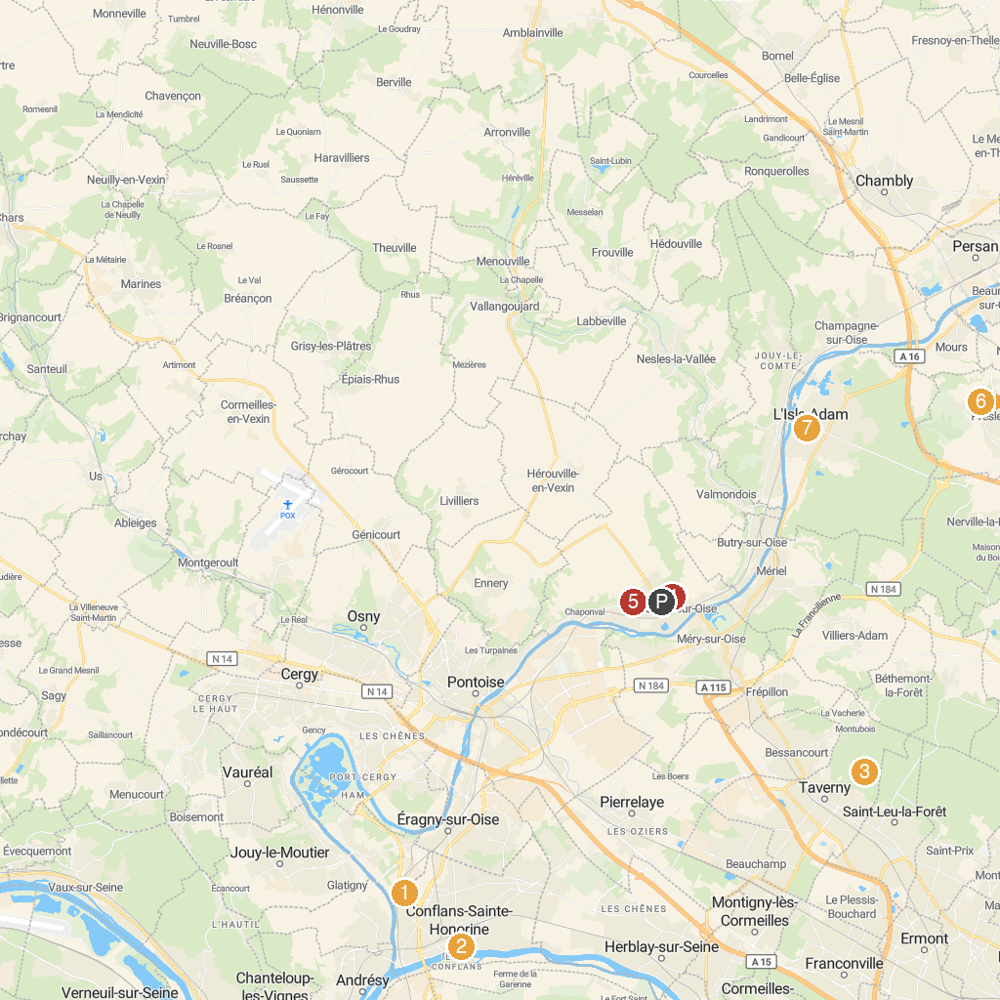 Monneville
Hénonville
Tumbrel
Le Goudray
Amblainville
Neuville-Bosc
Fresnoy-en-Thelle
Bornel
Belle-Église
Courcelles
Berville
Chavençon
Romesnil
La Mendicité
Landrimont
Le Mesnil
Saint-Martin
Gandicourt
Le Quoniam
Arronville
Haravilliers
Saint-Lubin
Le Ruel
Saussette
Héréville
Ronquerolles
Chambly
Neuilly-en-Vexin
La Chapelle
de Neuilly
Messelan
Le Fay
Le Rosnel
Theuville
Hédouville
Frouville
Persan
La Métairie
Menouville
Marines
Le Val
La Chapelle
Bréançon
Rhus
Vallangoujard
Labbeville
Champagne-
sur-Oise
Brignancourt
Grisy-les-Plâtres
Mours
A 16
Santeuil
Artimont
Mezières
Nesles-la-Vallée
JOUY-LE-
COMTE
Épiais-Rhus
Cormeilles-
en-Vexin
L'Isle-Adam
6
7
Us
Gérocourt
Hérouville-
en-Vexin
Livilliers
Valmondois
POX
Ableiges
Génicourt
Butry-sur-Oise
Montgeroult
Mériel
Ennery
N 184
La Villeneuve
Saint-Martin
Le Réal
Osny
Chaponval
5
P
La Francilienne
Méry-sur-Oise
Villiers-Adam
Les Turpaines
N 14
Le Grand Mesnil
Cergy
Pontoise
N 184
A 115
Béthemont-
la-Forêt
Sagy
CERGY
LE HAUT
N 14
Frépillon
La Vacherie
Montubois
Saillancourt
Gency
LES CHÊNES
Bessancourt
Vauréal
PORT-CERGY
HAM
Les Boers
3
Taverny
Menucourt
Pierrelaye
Saint-Leu-la-Forêt
Boisemont
Éragny-sur-Oise
LES OZIERS
Évecquemont
Jouy-le-Moutier
Saint-Prix
Beauchamp
Vaux-sur-Seine
Écancourt
Glatigny
1
Le Plessis-
Bouchard
Montigny-lès-
Cormeilles
L'HAUTIL
Conflans-Sainte-
Honorine
LES CHÊNES
2
Herblay-sur-Seine
Ermont
CONFLANS
A 15
Franconville
Chanteloup-
les-Vignes
Andrésy
Ferme de la
Garenne
Verneuil-sur-Seine
Le Fort Saint
Cormeilles-